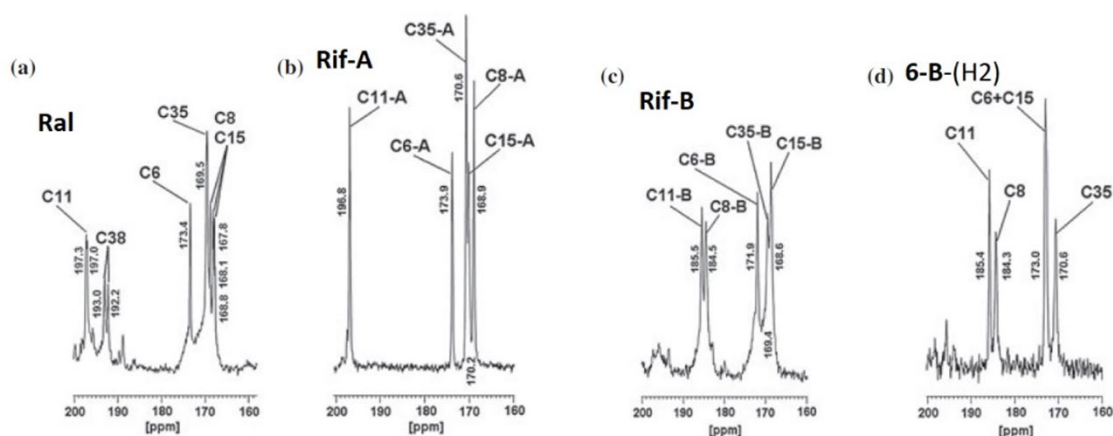 (a)
Ral
C11
C38
C6
C35
C8
C15
197.3
197.0
193.0
192.2
173.4
169.5
168.8
168.1
167.8
200 190 180 170 160
[ppm]
(b)
Rif-A
C35-A
C11-A
C8-A
C6-A
C15-A
196.8
173.9
170.6
170.2
168.9
200 190 180 170 160
[ppm]
(c)
Rif-B
C35-B
C15-B
C6-B
C11-B
C8-B
185.5
184.5
171.9
169.4
168.6
200 190 180 170 160
[ppm]
(d)
6-B-(H2)
C6+C15
C11
C8
C35
185.4
184.3
173.0
170.6
200 190 180 170 160
[ppm]